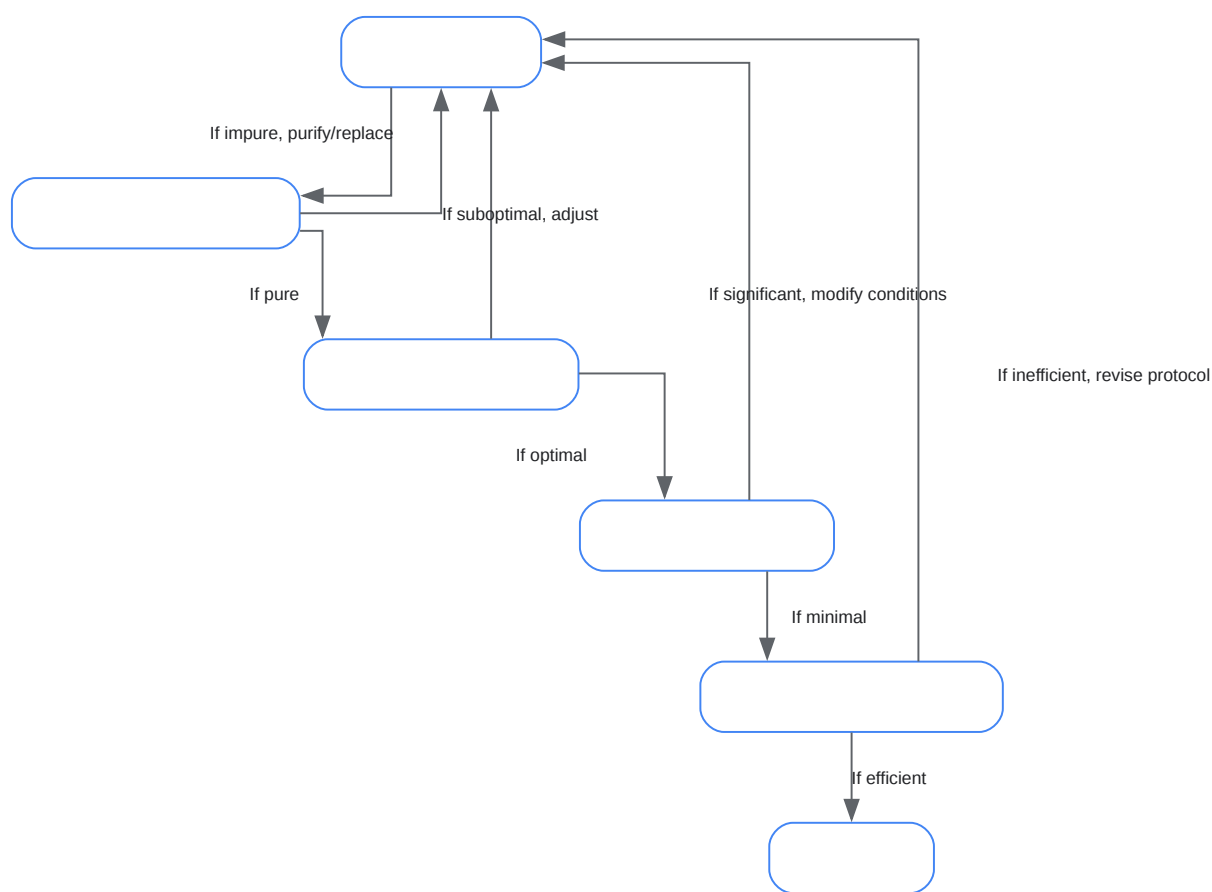 If impure, purify/replace
If suboptimal, adjust
If pure
If significant, modify conditions
If inefficient, revise protocol
If optimal
If minimal
If efficient